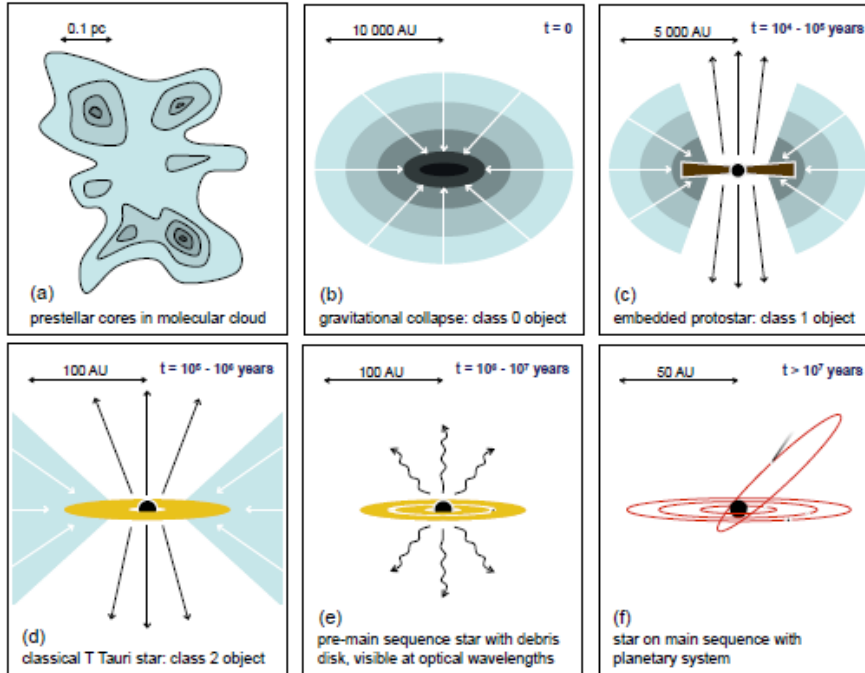 0.1 pc
(a)
prestellar cores in molecular cloud
10 000 AU
t = 0
(b)
gravitational collapse: class 0 object
5 000 AU
t = 10⁴ - 10⁵ years
(c)
embedded protostar: class 1 object
100 AU
t = 10⁵ - 10⁶ years
(d)
classical T Tauri star: class 2 object
100 AU
t = 10⁶ - 10⁷ years
(e)
pre-main sequence star with debris
disk, visible at optical wavelengths
50 AU
t > 10⁷ years
(f)
star on main sequence with
planetary system